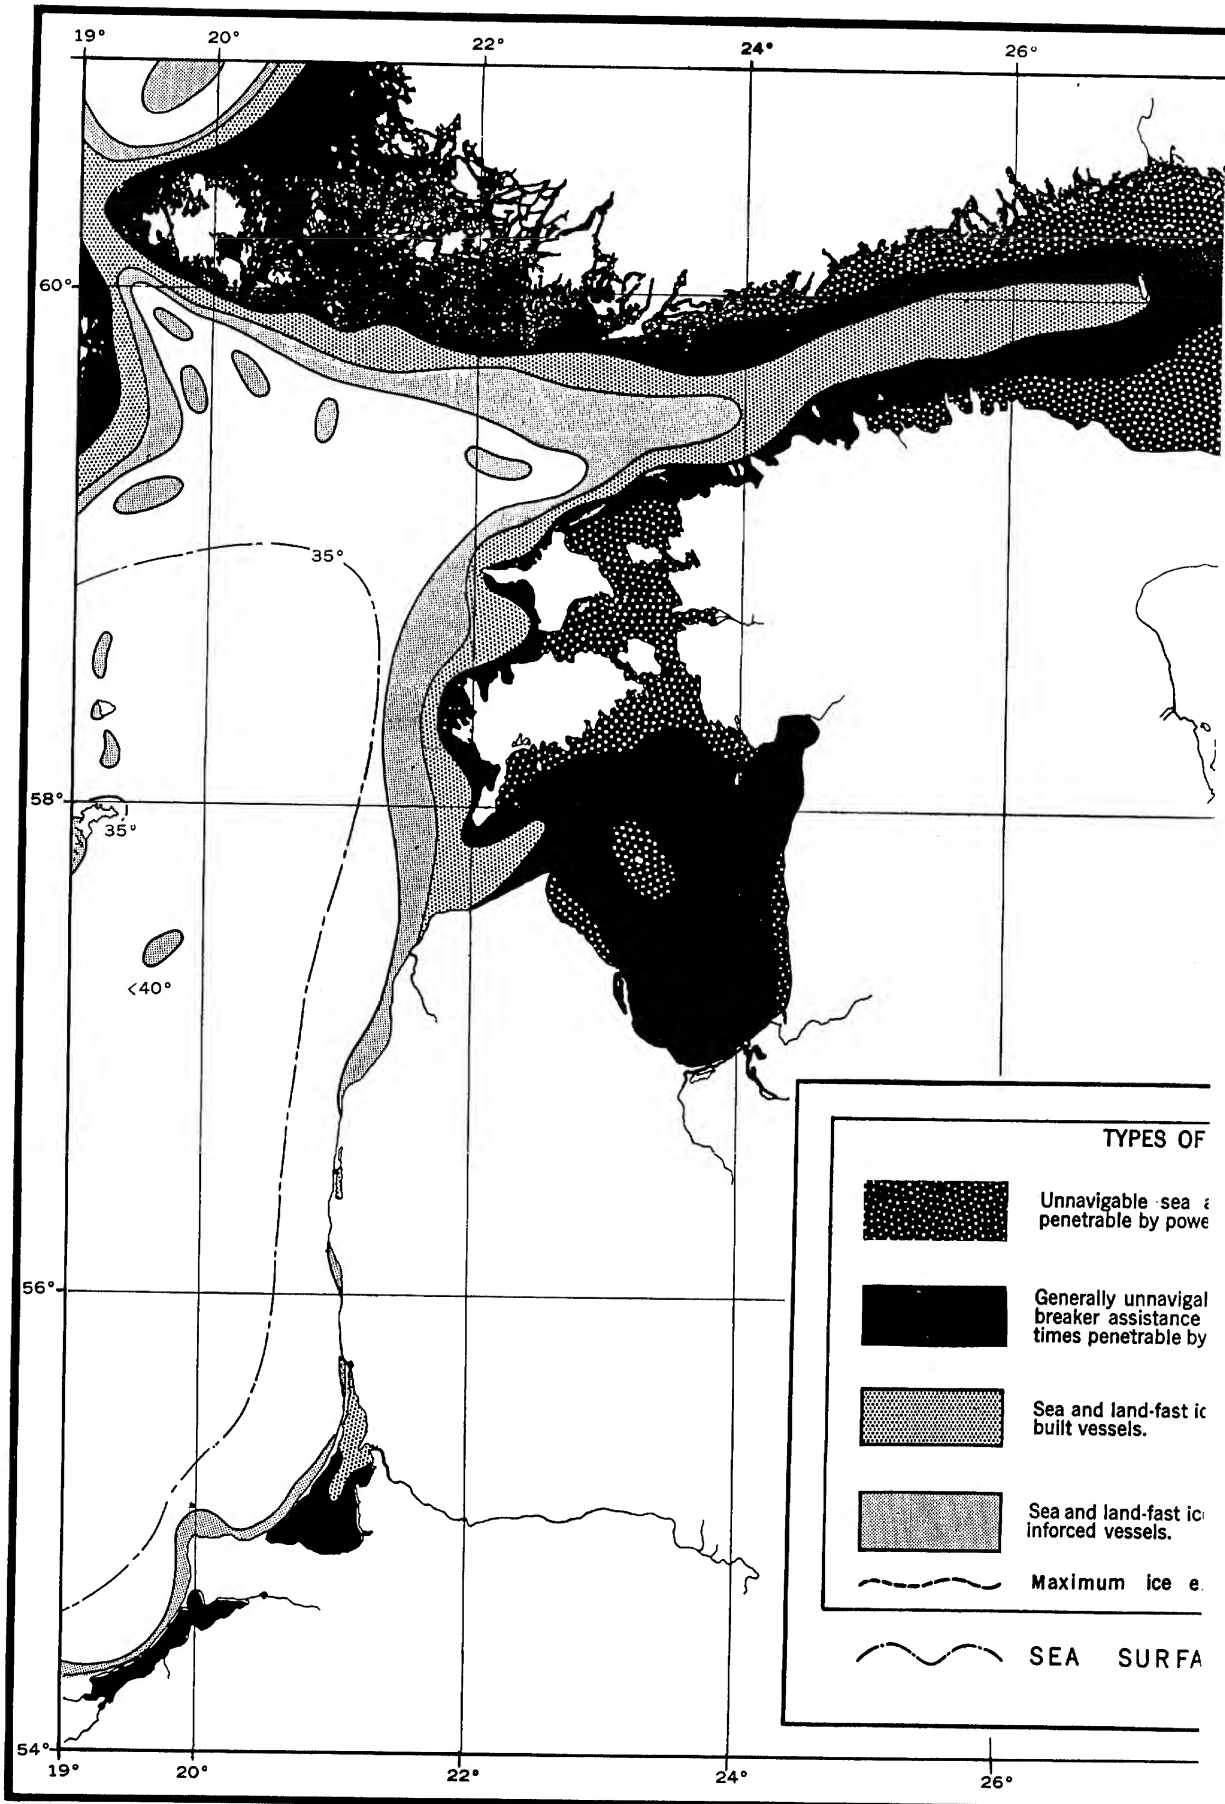 19° 20° 22° 24° 26°
60°
35°
58°
35°
<40°
56°
54°
19° 20° 22° 24° 26°
TYPES OF
Unnavigable sea
penetrable by powe
Generally unnavigal
breaker assistance
times penetrable by
Sea and land-fast ic
built vessels.
Sea and land-fast ic
inforced vessels.
Maximum ice e
SEA SURFA